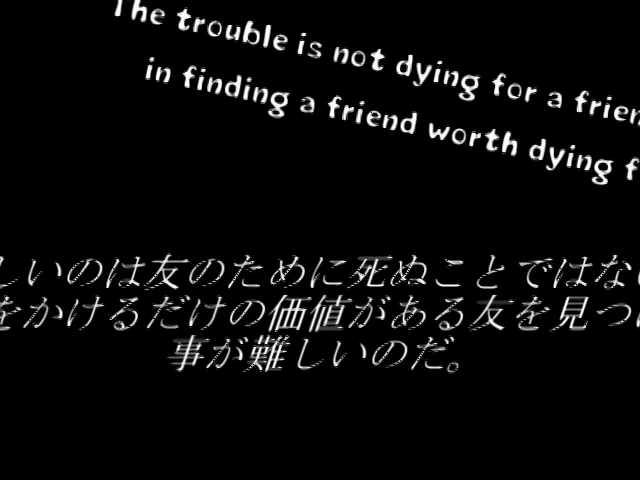 The trouble is not dying for a
in finding a friend worth dying
しいのは友のために死ぬことではな
をかけるだけの価値がある友を見つ
事が難しいのだ。